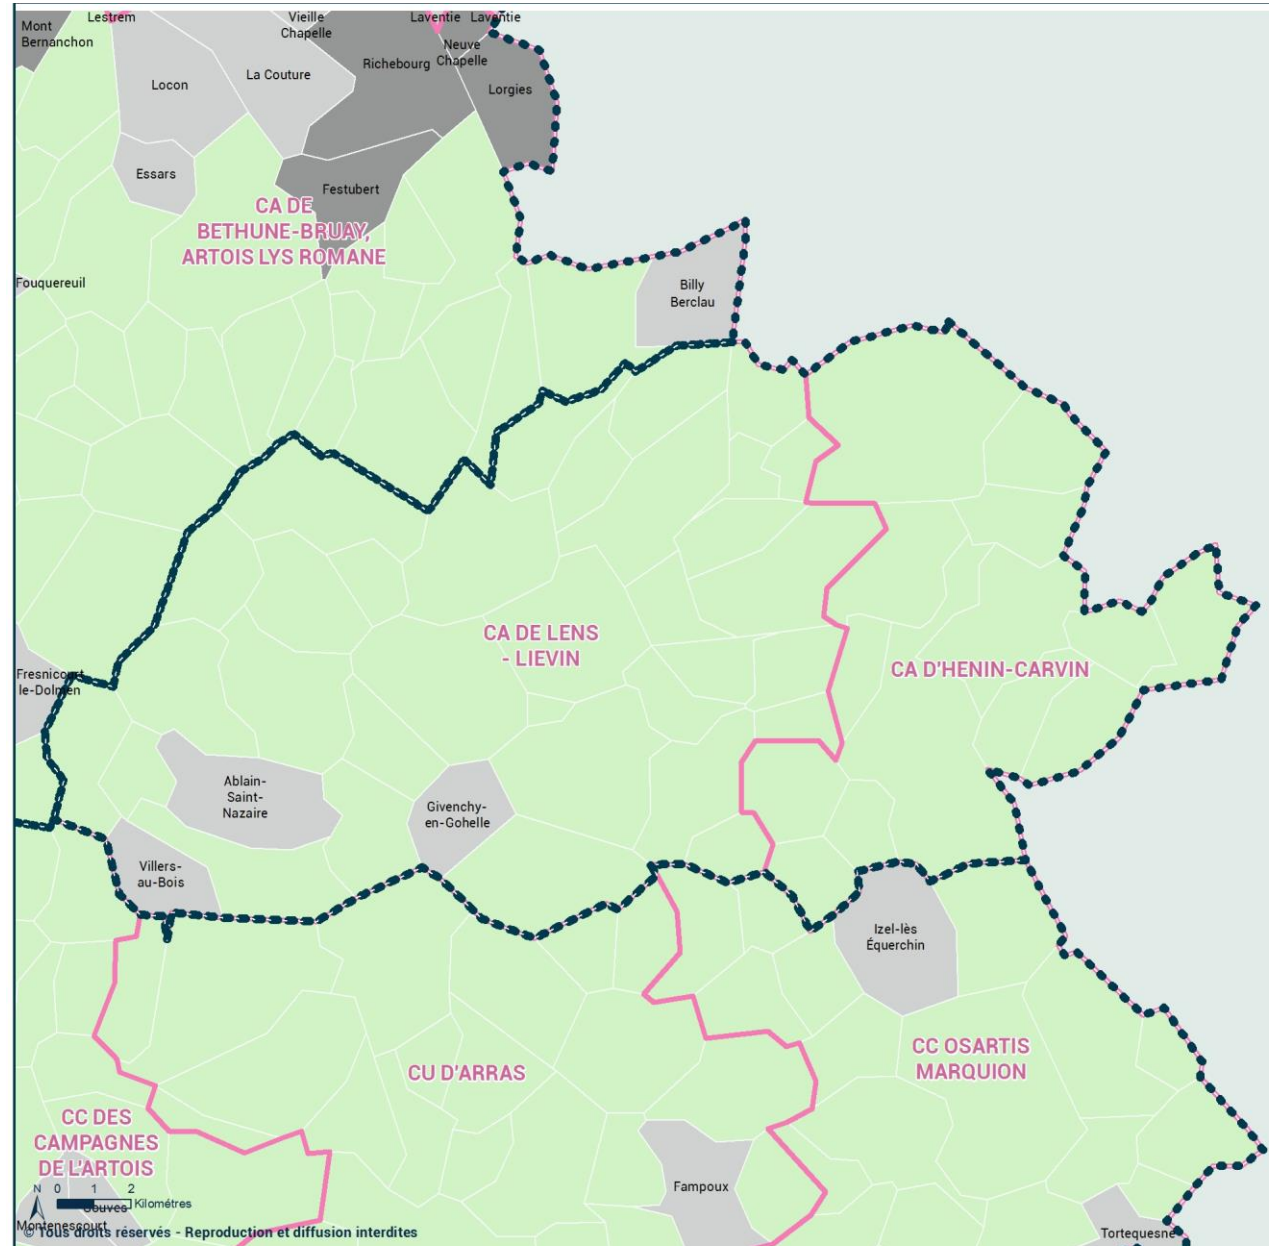 Lestrem
Vieille
Chapelle
Laventie
Laventie
Mont
Bernanchon
Neuve
Chapelle
Richebourg
La Couture
Locon
Lorgies
Essars
Festubert
CA DE
BETHUNE-BRUAY,
ARTOIS LYS ROMANE
Fouquereuil
Billy
Berclau
CA DE LENS
- LIEVIN
CA D'HENIN-CARVIN
Fresnicourt
le-Dolmen
Ablain-
Saint-
Nazaire
Givenchy-
en-Gohelle
Villers-
au-Bois
Izel-lès
Équerchin
CC OSARTIS
MARQUION
CU D'ARRAS
CC DES
CAMPAGNES
DE L'ARTOIS
Fampoux
N 0 1 2
Kilométres
Gouves
Montenescourt
Tortequesne
© Tous droits réservés - Reproduction et diffusion interdites